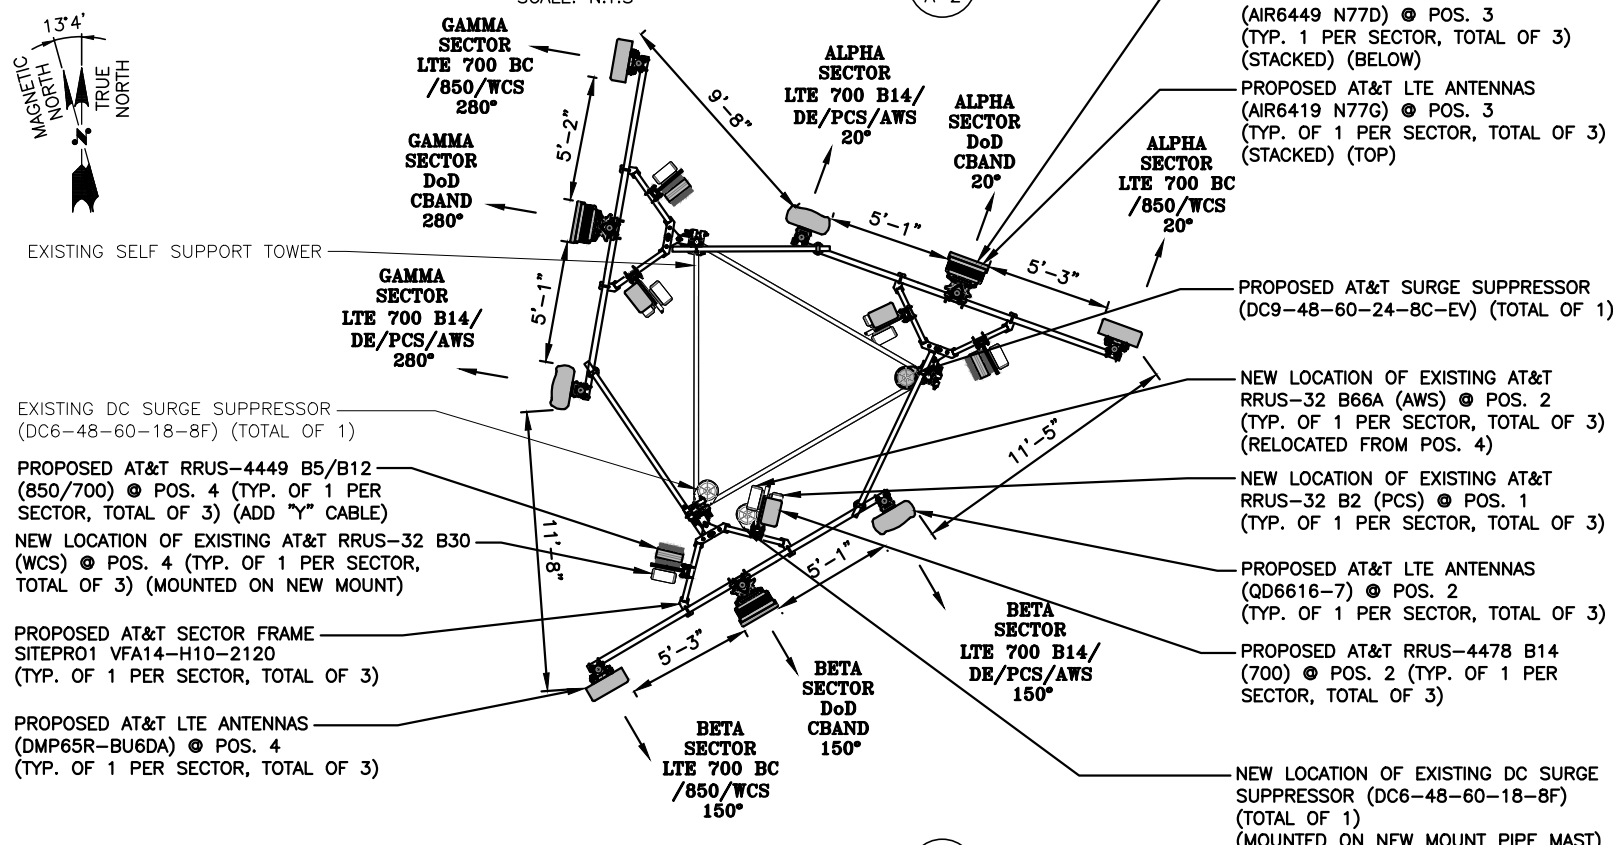 SCALE: N.T.S
A-2
13°4'
MAGNETIC
NORTH
TRUE
NORTH
N
GAMMA
SECTOR
LTE 700 BC
/850/WCS
280°
GAMMA
SECTOR
DoD
CBAND
280°
GAMMA
SECTOR
LTE 700 B14/
DE/PCS/AWS
280°
ALPHA
SECTOR
LTE 700 B14/
DE/PCS/AWS
20°
ALPHA
SECTOR
DoD
CBAND
20°
ALPHA
SECTOR
LTE 700 BC
/850/WCS
20°
5'-2"
9'-8"
5'-1"
5'-3"
5'-1"
11'-5"
11'-8"
5'-1"
5'-3"
BETA
SECTOR
LTE 700 B14/
DE/PCS/AWS
150°
BETA
SECTOR
DoD
CBAND
150°
BETA
SECTOR
LTE 700 BC
/850/WCS
150°
EXISTING SELF SUPPORT TOWER
EXISTING DC SURGE SUPPRESSOR
(DC6-48-60-18-8F) (TOTAL OF 1)
PROPOSED AT&T RRUS-4449 B5/B12
(850/700) @ POS. 4 (TYP. OF 1 PER
SECTOR, TOTAL OF 3) (ADD "Y" CABLE)
NEW LOCATION OF EXISTING AT&T RRUS-32 B30
(WCS) @ POS. 4 (TYP. OF 1 PER SECTOR,
TOTAL OF 3) (MOUNTED ON NEW MOUNT)
PROPOSED AT&T SECTOR FRAME
SITEPRO1 VFA14-H10-2120
(TYP. OF 1 PER SECTOR, TOTAL OF 3)
PROPOSED AT&T LTE ANTENNAS
(DMP65R-BU6DA) @ POS. 4
(TYP. OF 1 PER SECTOR, TOTAL OF 3)
(AIR6449 N77D) @ POS. 3
(TYP. 1 PER SECTOR, TOTAL OF 3)
(STACKED) (BELOW)
PROPOSED AT&T LTE ANTENNAS
(AIR6419 N77G) @ POS. 3
(TYP. OF 1 PER SECTOR, TOTAL OF 3)
(STACKED) (TOP)
PROPOSED AT&T SURGE SUPPRESSOR
(DC9-48-60-24-8C-EV) (TOTAL OF 1)
NEW LOCATION OF EXISTING AT&T
RRUS-32 B66A (AWS) @ POS. 2
(TYP. OF 1 PER SECTOR, TOTAL OF 3)
(RELOCATED FROM POS. 4)
NEW LOCATION OF EXISTING AT&T
RRUS-32 B2 (PCS) @ POS. 1
(TYP. OF 1 PER SECTOR, TOTAL OF 3)
PROPOSED AT&T LTE ANTENNAS
(QD6616-7) @ POS. 2
(TYP. OF 1 PER SECTOR, TOTAL OF 3)
PROPOSED AT&T RRUS-4478 B14
(700) @ POS. 2 (TYP. OF 1 PER
SECTOR, TOTAL OF 3)
NEW LOCATION OF EXISTING DC SURGE
SUPPRESSOR (DC6-48-60-18-8F)
(TOTAL OF 1)
(MOUNTED ON NEW MOUNT PIPE MAST)